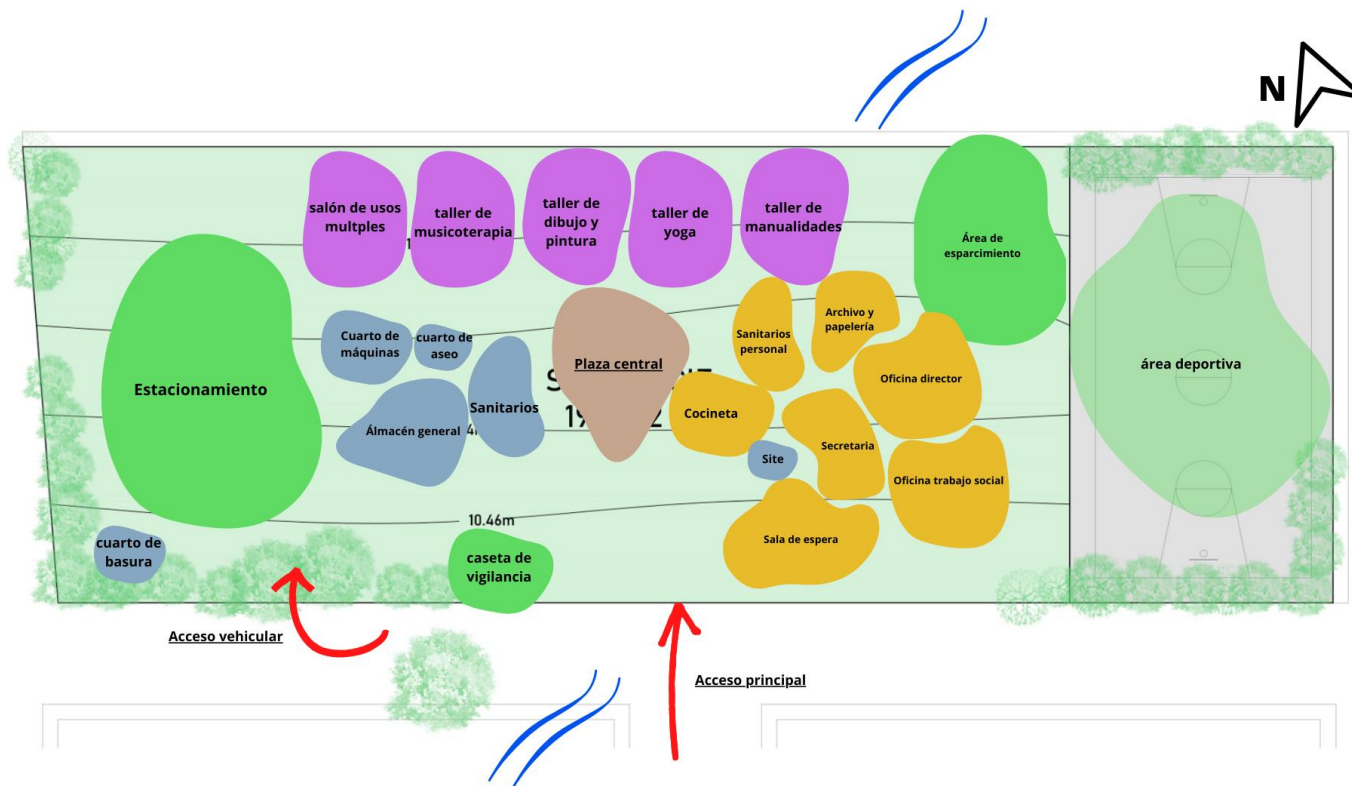 N
salón de usos
multples
taller de
musicoterapia
taller de
dibujo y
pintura
taller de
yoga
taller de
manualidades
Área de
esparcimiento
Cuarto de
máquinas
cuarto de
aseo
Sanitarios
personal
Archivo y
papelería
Estacionamiento
Plaza central
Oficina director
área deportiva
Álmacén general
Sanitarios
Cocineta
Secretaria
Site
Oficina trabajo social
10.46m
Sala de espera
cuarto de
basura
caseta de
vigilancia
Acceso vehicular
Acceso principal